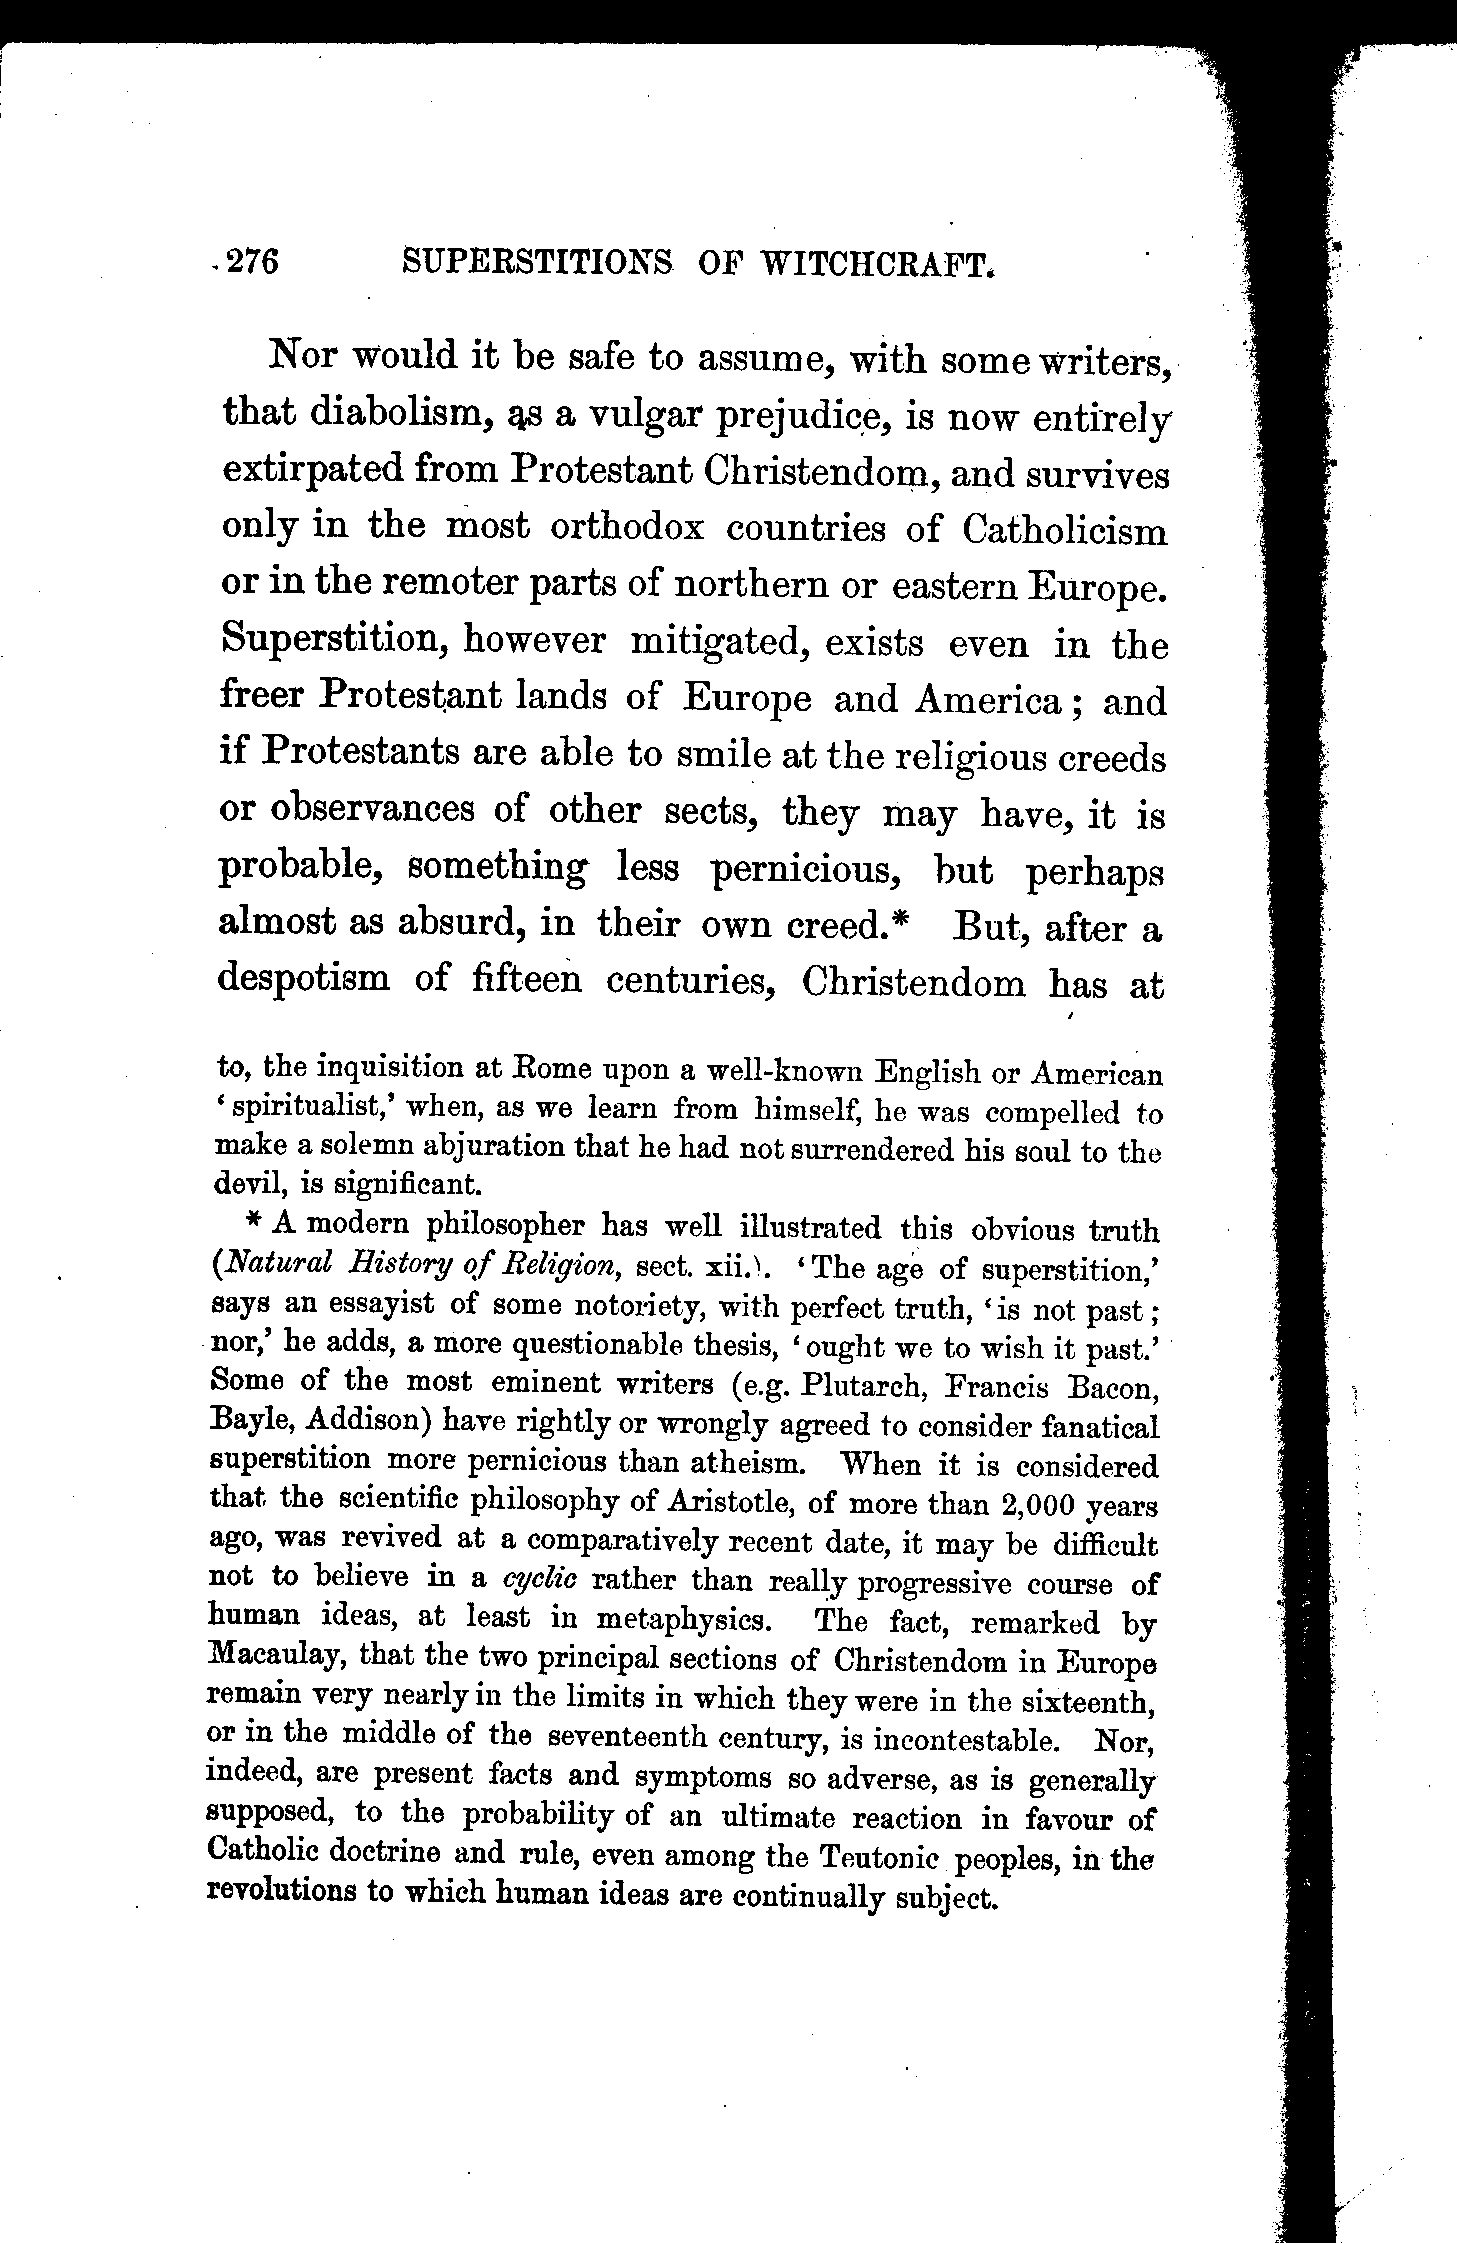 276 SUPERSTITIONS OF WITCHCRAFT.
Nor would it be safe to assume, with some writers,
that diabolism, as a vulgar prejudice, is now entirely
extirpated from Protestant Christendom, and survives
only in the most orthodox countries of Catholicism
or in the remoter parts of northern or eastern Europe.
Superstition, however mitigated, exists even in the
freer Protestant lands of Europe and America; and
if Protestants are able to smile at the religious creeds
or observances of other sects, they may have, it is
probable, something less pernicious, but perhaps
almost as absurd, in their own creed.* But, after a
despotism of fifteen centuries, Christendom has at
to, the inquisition at Rome upon a well-known English or American
‘spiritualist,’ when, as we learn from himself, he was compelled to
make a solemn abjuration that he had not surrendered his soul to the
devil, is significant.
* A modern philosopher has well illustrated this obvious truth
(Natural History of Religion, sect. xii.). ‘The age of superstition,’
says an essayist of some notoriety, with perfect truth, ‘is not past;
nor,’ he adds, a more questionable thesis, ‘ought we to wish it past.’
Some of the most eminent writers (e.g. Plutarch, Francis Bacon,
Bayle, Addison) have rightly or wrongly agreed to consider fanatical
superstition more pernicious than atheism. When it is considered
that the scientific philosophy of Aristotle, of more than 2,000 years
ago, was revived at a comparatively recent date, it may be difficult
not to believe in a cyclic rather than really progressive course of
human ideas, at least in metaphysics. The fact, remarked by
Macaulay, that the two principal sections of Christendom in Europe
remain very nearly in the limits in which they were in the sixteenth,
or in the middle of the seventeenth century, is incontestable. Nor,
indeed, are present facts and symptoms so adverse, as is generally
supposed, to the probability of an ultimate reaction in favour of
Catholic doctrine and rule, even among the Teutonic peoples, in the
revolutions to which human ideas are continually subject.